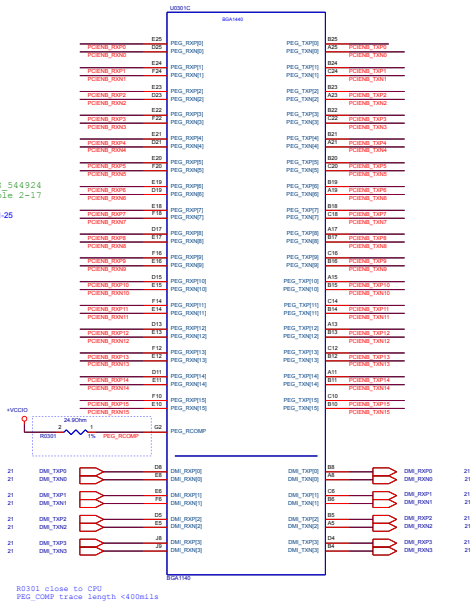 U0301C
BGA1440
E25 PEG_RXP[0] PEG_TXP[0] B25
PCIENB_RXP0 D25 PEG_RXN[0] PEG_TXN[0] A25 PCIENB_TXP0
PCIENB_RXN0 PCIENB_TXN0
E24 PEG_RXP[1] PEG_TXP[1] B24
PCIENB_RXP1 F24 PEG_RXN[1] PEG_TXN[1] C24 PCIENB_TXP1
PCIENB_RXN1 PCIENB_TXN1
E23 PEG_RXP[2] PEG_TXP[2] B23
PCIENB_RXP2 D23 PEG_RXN[2] PEG_TXN[2] A23 PCIENB_TXP2
PCIENB_RXN2 PCIENB_TXN2
E22 PEG_RXP[3] PEG_TXP[3] B22
PCIENB_RXP3 F22 PEG_RXN[3] PEG_TXN[3] C22 PCIENB_TXP3
PCIENB_RXN3 PCIENB_TXN3
E21 PEG_RXP[4] PEG_TXP[4] B21
PCIENB_RXP4 D21 PEG_RXN[4] PEG_TXN[4] A21 PCIENB_TXP4
PCIENB_RXN4 PCIENB_TXN4
E20 PEG_RXP[5] PEG_TXP[5] B20
PCIENB_RXP5 F20 PEG_RXN[5] PEG_TXN[5] C20 PCIENB_TXP5
PCIENB_RXN5 PCIENB_TXN5
S_544924
E19 PEG_RXP[6] PEG_TXP[6] B19
PCIENB_RXP6 D19 PEG_RXN[6] PEG_TXN[6] A19 PCIENB_TXP6
PCIENB_RXN6 PCIENB_TXN6
2-17
E18 PEG_RXP[7] PEG_TXP[7] B18
PCIENB_RXP7 F18 PEG_RXN[7] PEG_TXN[7] C18 PCIENB_TXP7
PCIENB_RXN7 PCIENB_TXN7
-25
D17 PEG_RXP[8] PEG_TXP[8] A17
PCIENB_RXP8 E17 PEG_RXN[8] PEG_TXN[8] B17 PCIENB_TXP8
PCIENB_RXN8 PCIENB_TXN8
F16 PEG_RXP[9] PEG_TXP[9] C16
PCIENB_RXP9 E16 PEG_RXN[9] PEG_TXN[9] B16 PCIENB_TXP9
PCIENB_RXN9 PCIENB_TXN9
D15 PEG_RXP[10] PEG_TXP[10] A15
PCIENB_RXP10 E15 PEG_RXN[10] PEG_TXN[10] B15 PCIENB_TXP10
PCIENB_RXN10 PCIENB_TXN10
F14 PEG_RXP[11] PEG_TXP[11] C14
PCIENB_RXP11 E14 PEG_RXN[11] PEG_TXN[11] B14 PCIENB_TXP11
PCIENB_RXN11 PCIENB_TXN11
D13 PEG_RXP[12] PEG_TXP[12] A13
PCIENB_RXP12 E13 PEG_RXN[12] PEG_TXN[12] B13 PCIENB_TXP12
PCIENB_RXN12 PCIENB_TXN12
F12 PEG_RXP[13] PEG_TXP[13] C12
PCIENB_RXP13 E12 PEG_RXN[13] PEG_TXN[13] B12 PCIENB_TXP13
PCIENB_RXN13 PCIENB_TXN13
D11 PEG_RXP[14] PEG_TXP[14] A11
PCIENB_RXP14 E11 PEG_RXN[14] PEG_TXN[14] B11 PCIENB_TXP14
PCIENB_RXN14 PCIENB_TXN14
F10 PEG_RXP[15] PEG_TXP[15] C10
PCIENB_RXP15 E10 PEG_RXN[15] PEG_TXN[15] B10 PCIENB_TXP15
PCIENB_RXN15 PCIENB_TXN15
+VCCIO
24.9Ohm
2 1 G2 PEG_RCOMP
R0301 1% PEG_RCOMP
21 DMI_TXP0 D8 DMI_RXP[0] DMI_TXP[0] B8 DMI_RXP0 21
21 DMI_TXN0 E8 DMI_RXN[0] DMI_TXN[0] A8 DMI_RXN0 21
21 DMI_TXP1 E6 DMI_RXP[1] DMI_TXP[1] C6 DMI_RXP1 21
21 DMI_TXN1 F6 DMI_RXN[1] DMI_TXN[1] B6 DMI_RXN1 21
21 DMI_TXP2 D5 DMI_RXP[2] DMI_TXP[2] B5 DMI_RXP2 21
21 DMI_TXN2 E5 DMI_RXN[2] DMI_TXN[2] A5 DMI_RXN2 21
21 DMI_TXP3 J8 DMI_RXP[3] DMI_TXP[3] D4 DMI_RXP3 21
21 DMI_TXN3 J9 DMI_RXN[3] DMI_TXN[3] B4 DMI_RXN3 21
BGA1140
R0301 close to CPU
PEG_COMP trace length <400mils